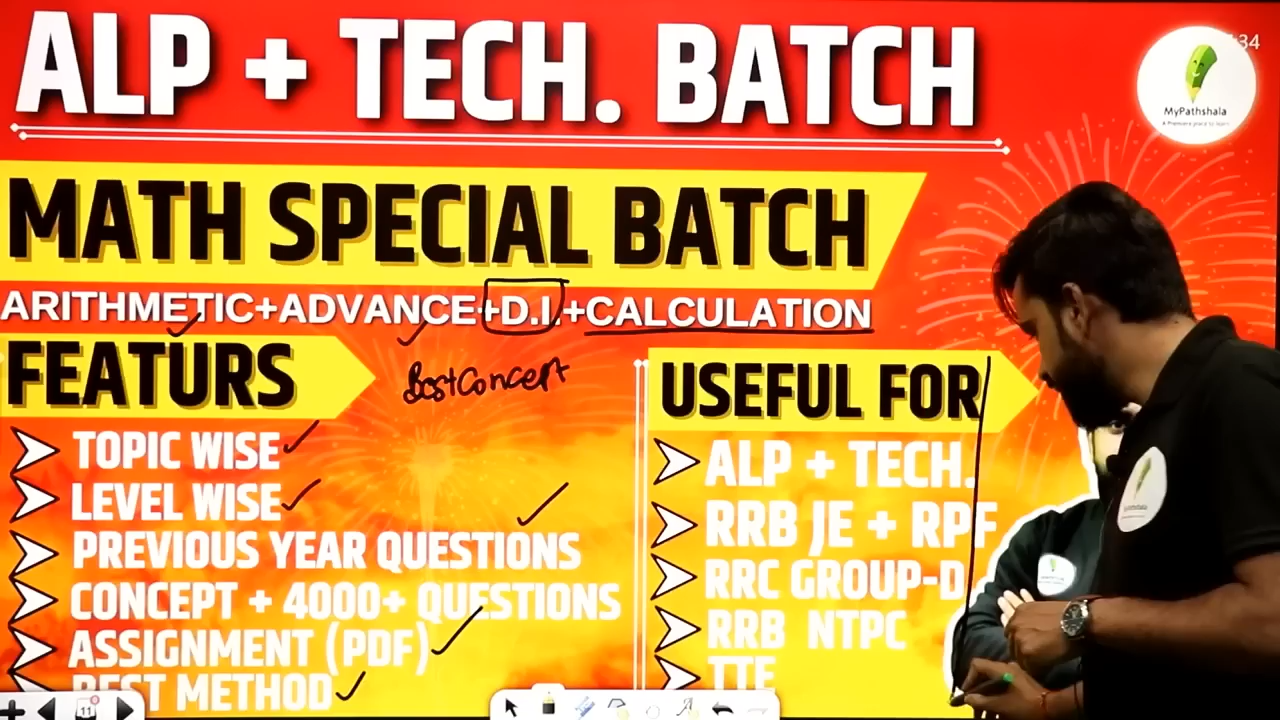 ALP + TECH. BATCH
:34
MyPathshala
MATH SPECIAL BATCH
ARITHMETIC+ADVANCE+D.I.+CALCULATION
FEATURS
Best Concept
TOPIC WISE
LEVEL WISE
PREVIOUS YEAR QUESTIONS
CONCEPT + 4000+ QUESTIONS
ASSIGNMENT (PDF)
BEST METHOD
USEFUL FOR
ALP + TECH.
RRB JE + RPF
RRC GROUP-D
RRB NTPC
TTE
11